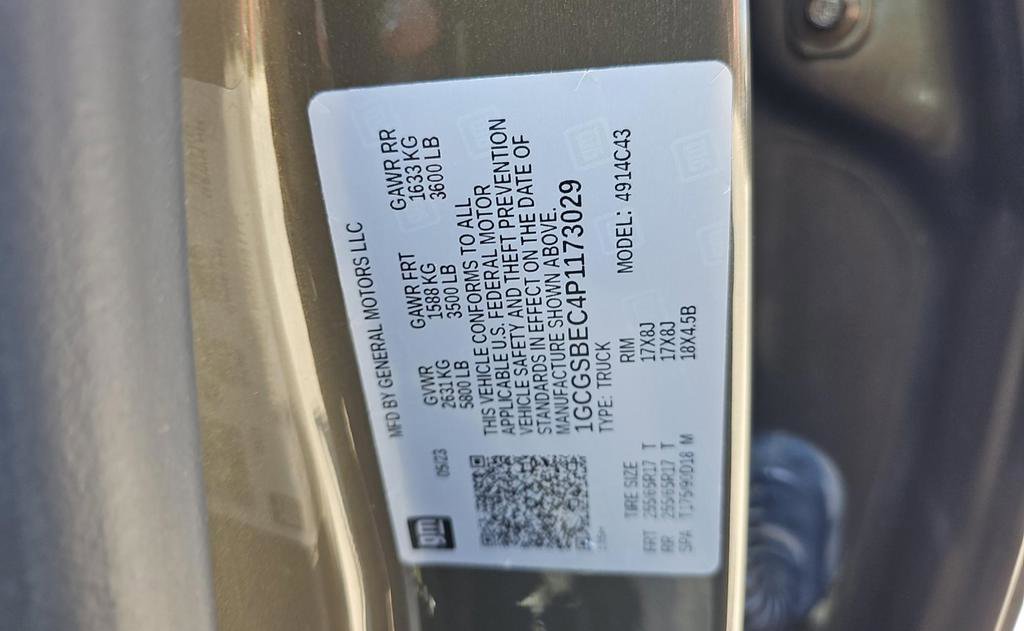 MFD BY GENERAL MOTORS LLC
gm
05/23
GVWR GAWR FRT GAWR RR
2631 KG 1588 KG 1633 KG
5800 LB 3500 LB 3600 LB
THIS VEHICLE CONFORMS TO ALL
APPLICABLE U.S. FEDERAL MOTOR
VEHICLE SAFETY AND THEFT PREVENTION
STANDARDS IN EFFECT ON THE DATE OF
MANUFACTURE SHOWN ABOVE.
1GCGSBEC4P1173029
TYPE: TRUCK MODEL: 4914C43
TIRE SIZE RIM
FRT 255/65R17 T 17X8J
RR 255/65R17 T 17X8J
SPA T175/90D18 M 18X4.5B